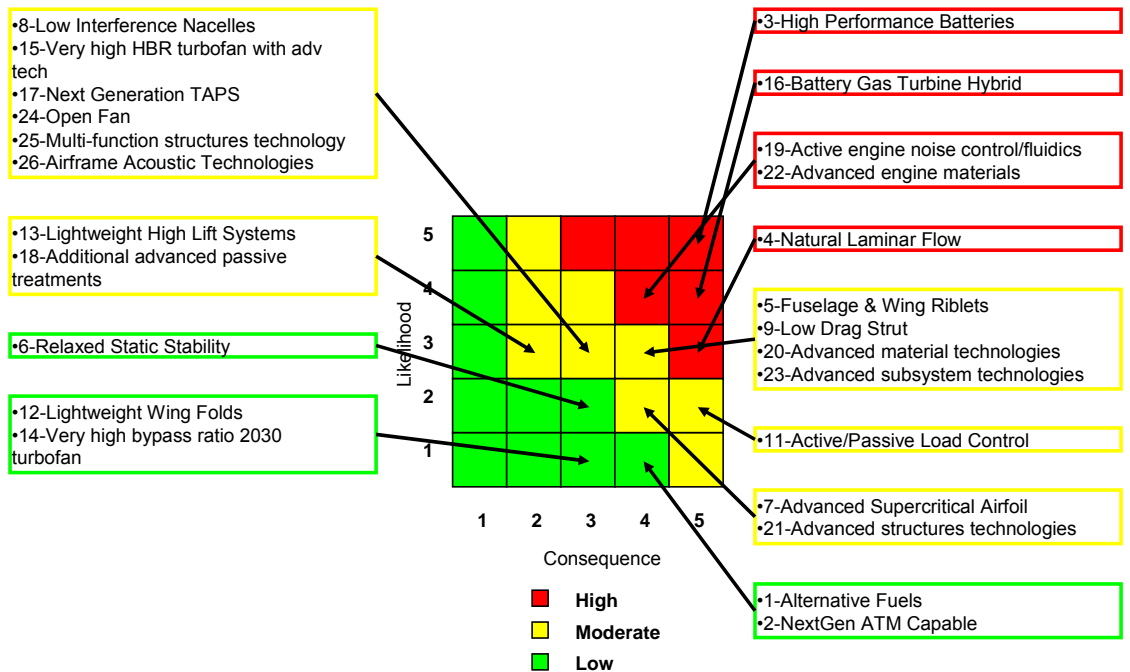 •8-Low Interference Nacelles
•15-Very high HBR turbofan with adv
tech
•17-Next Generation TAPS
•24-Open Fan
•25-Multi-function structures technology
•26-Airframe Acoustic Technologies
•13-Lightweight High Lift Systems
•18-Additional advanced passive
treatments
•6-Relaxed Static Stability
•12-Lightweight Wing Folds
•14-Very high bypass ratio 2030
turbofan
Likelihood
5
4
3
2
1
1 2 3 4 5
Consequence
High
Moderate
Low
•3-High Performance Batteries
•16-Battery Gas Turbine Hybrid
•19-Active engine noise control/fluidics
•22-Advanced engine materials
•4-Natural Laminar Flow
•5-Fuselage & Wing Riblets
•9-Low Drag Strut
•20-Advanced material technologies
•23-Advanced subsystem technologies
•11-Active/Passive Load Control
•7-Advanced Supercritical Airfoil
•21-Advanced structures technologies
•1-Alternative Fuels
•2-NextGen ATM Capable